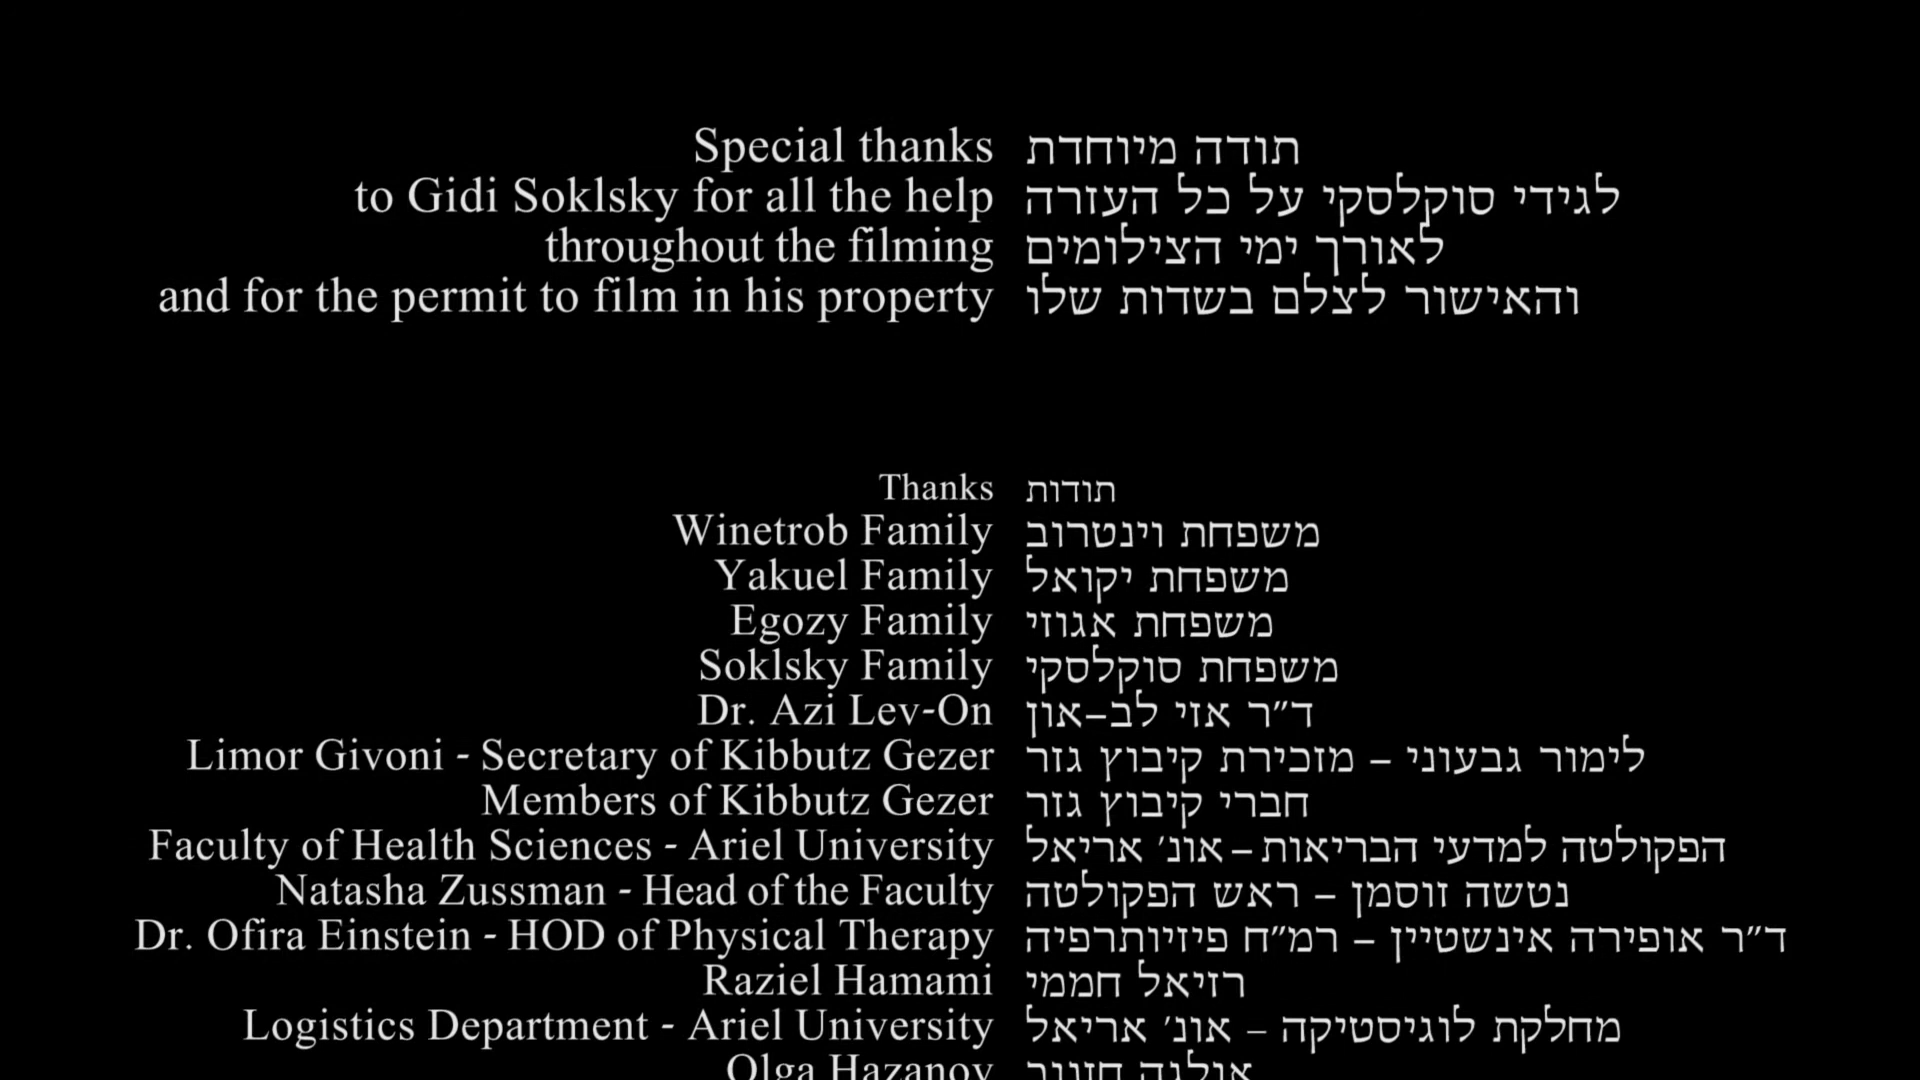 Special thanks תודה מיוחדת
to Gidi Soklsky for all the help לגידי סוקלסקי על כל העזרה
throughout the filming לאורך ימי הצילומים
and for the permit to film in his property והאישור לצלם בשדות שלו
Thanks תודות
Winetrob Family משפחת וינטרוב
Yakuel Family משפחת יקואל
Egozy Family משפחת אגוזי
Soklsky Family משפחת סוקלסקי
Dr. Azi Lev-On ד״ר אזי לב–און
Limor Givoni - Secretary of Kibbutz Gezer לימור גבעוני – מזכירת קיבוץ גזר
Members of Kibbutz Gezer חברי קיבוץ גזר
Faculty of Health Sciences - Ariel University הפקולטה למדעי הבריאות – אונ׳ אריאל
Natasha Zussman - Head of the Faculty נטשה זוסמן – ראש הפקולטה
Dr. Ofira Einstein - HOD of Physical Therapy ד״ר אופירה אינשטיין – רמ״ח פיזיותרפיה
Raziel Hamami רזיאל חממי
Logistics Department - Ariel University מחלקת לוגיסטיקה – אונ׳ אריאל
Olga Hazanov אולגה חזנוב